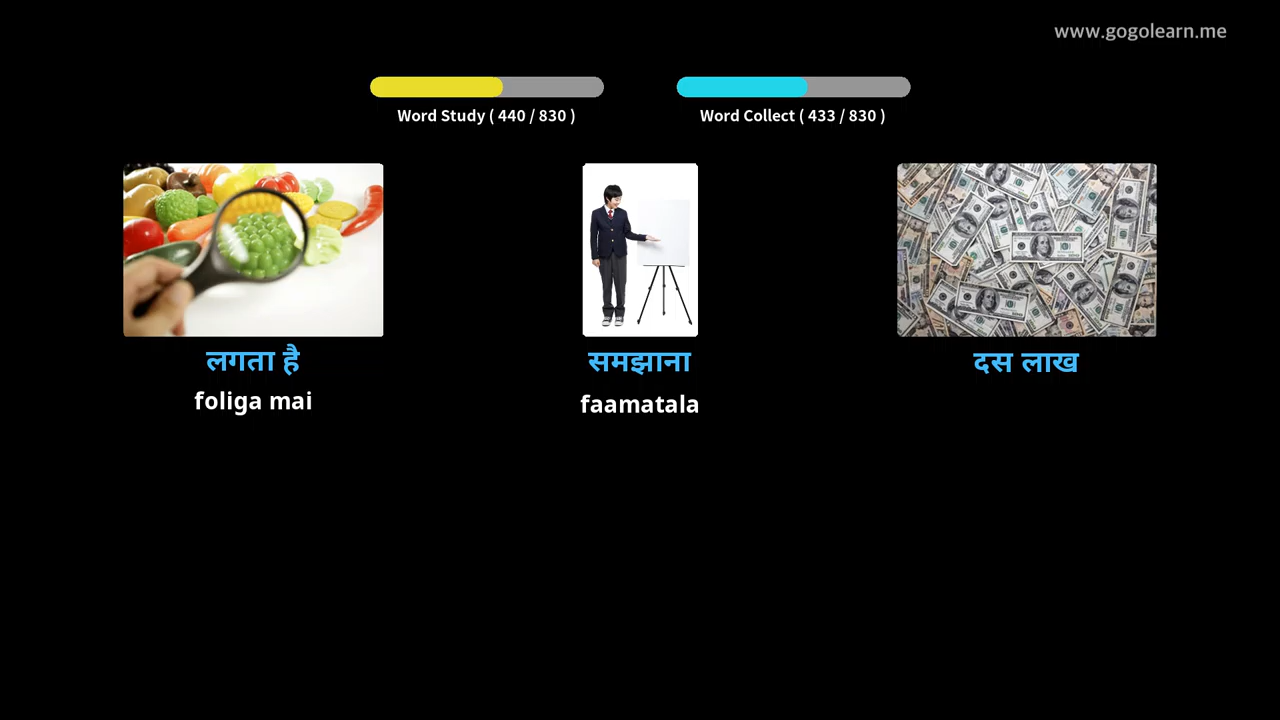 www.gogolearn.me
Word Study ( 440 / 830 )
Word Collect ( 433 / 830 )
लगता है
foliga mai
समझाना
faamatala
दस लाख